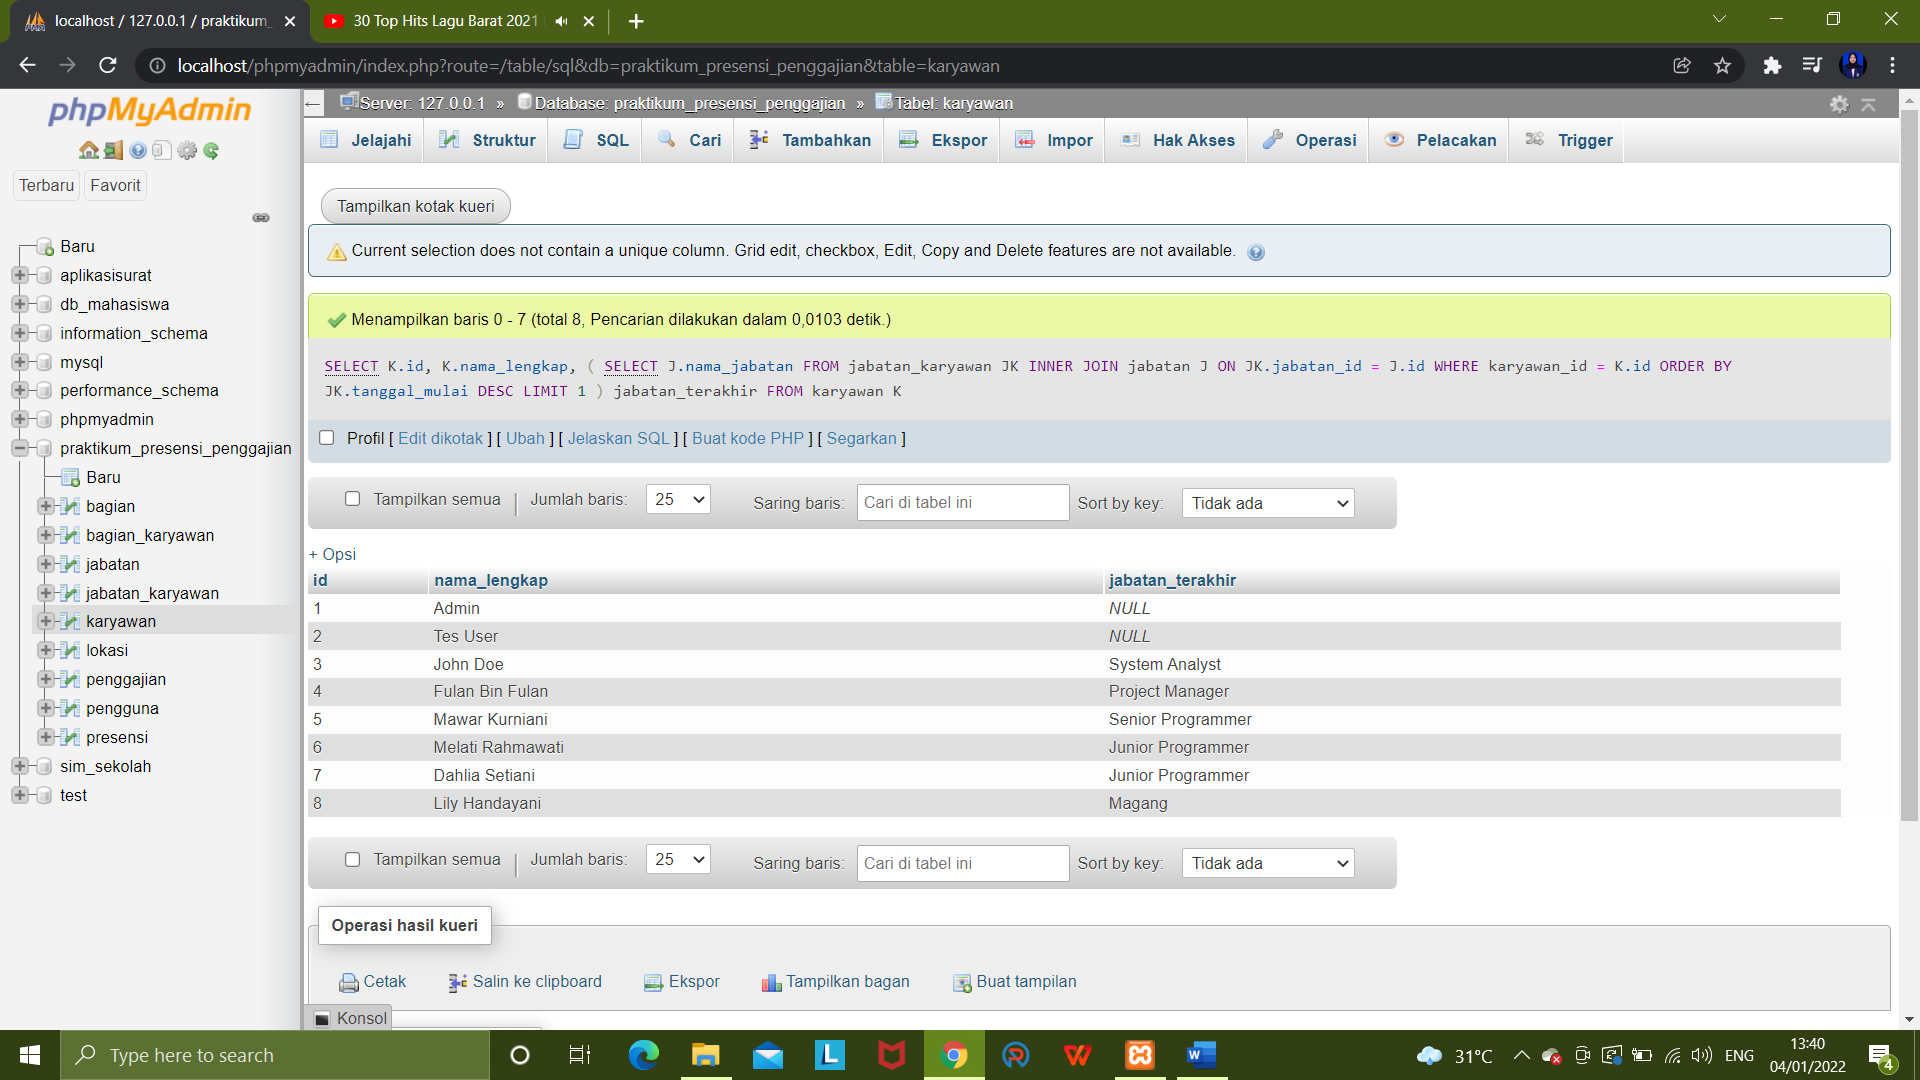 localhost / 127.0.0.1 / praktikum_
30 Top Hits Lagu Barat 2021
localhost/phpmyadmin/index.php?route=/table/sql&db=praktikum_presensi_penggajian&table=karyawan
phpMyAdmin
Terbaru Favorit
Baru
aplikasisurat
db_mahasiswa
information_schema
mysql
performance_schema
phpmyadmin
praktikum_presensi_penggajian
Baru
bagian
bagian_karyawan
jabatan
jabatan_karyawan
karyawan
lokasi
penggajian
pengguna
presensi
sim_sekolah
test
Server: 127.0.0.1 » Database: praktikum_presensi_penggajian » Tabel: karyawan
Jelajahi Struktur SQL Cari Tambahkan Ekspor Impor Hak Akses Operasi Pelacakan Trigger
Tampilkan kotak kueri
Current selection does not contain a unique column. Grid edit, checkbox, Edit, Copy and Delete features are not available.
Menampilkan baris 0 - 7 (total 8, Pencarian dilakukan dalam 0,0103 detik.)
SELECT K.id, K.nama_lengkap, ( SELECT J.nama_jabatan FROM jabatan_karyawan JK INNER JOIN jabatan J ON JK.jabatan_id = J.id WHERE karyawan_id = K.id ORDER BY
JK.tanggal_mulai DESC LIMIT 1 ) jabatan_terakhir FROM karyawan K
Profil [ Edit dikotak ] [ Ubah ] [ Jelaskan SQL ] [ Buat kode PHP ] [ Segarkan ]
Tampilkan semua | Jumlah baris: 25 Saring baris: Cari di tabel ini Sort by key: Tidak ada
+ Opsi
id nama_lengkap jabatan_terakhir
1 Admin NULL
2 Tes User NULL
3 John Doe System Analyst
4 Fulan Bin Fulan Project Manager
5 Mawar Kurniani Senior Programmer
6 Melati Rahmawati Junior Programmer
7 Dahlia Setiani Junior Programmer
8 Lily Handayani Magang
Tampilkan semua | Jumlah baris: 25 Saring baris: Cari di tabel ini Sort by key: Tidak ada
Operasi hasil kueri
Cetak Salin ke clipboard Ekspor Tampilkan bagan Buat tampilan
Konsol
Type here to search
31°C ENG
13:40
04/01/2022
4